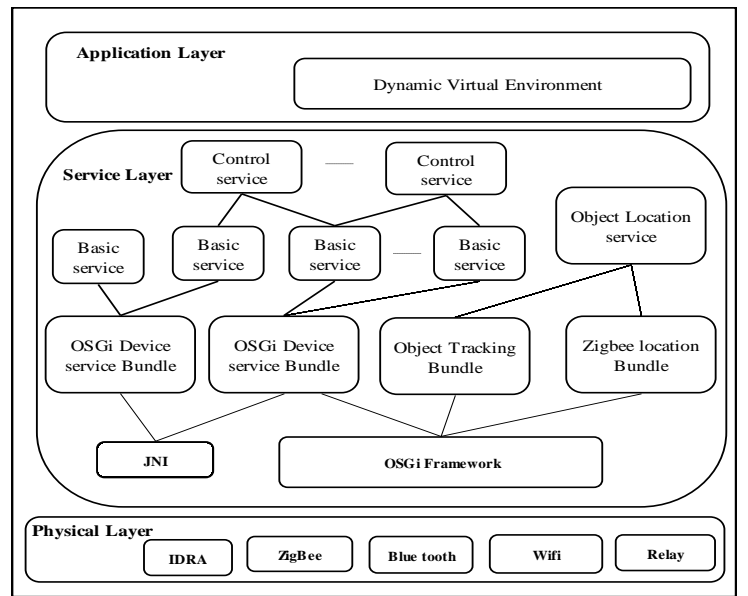 Application Layer
Dynamic Virtual Environment
Service Layer
Control
service
Control
service
Object Location
service
Basic
service
Basic
service
Basic
service
Basic
service
OSGi Device
service Bundle
OSGi Device
service Bundle
Object Tracking
Bundle
Zigbee location
Bundle
JNI
OSGi Framework
Physical Layer
IDRA
ZigBee
Blue tooth
Wifi
Relay